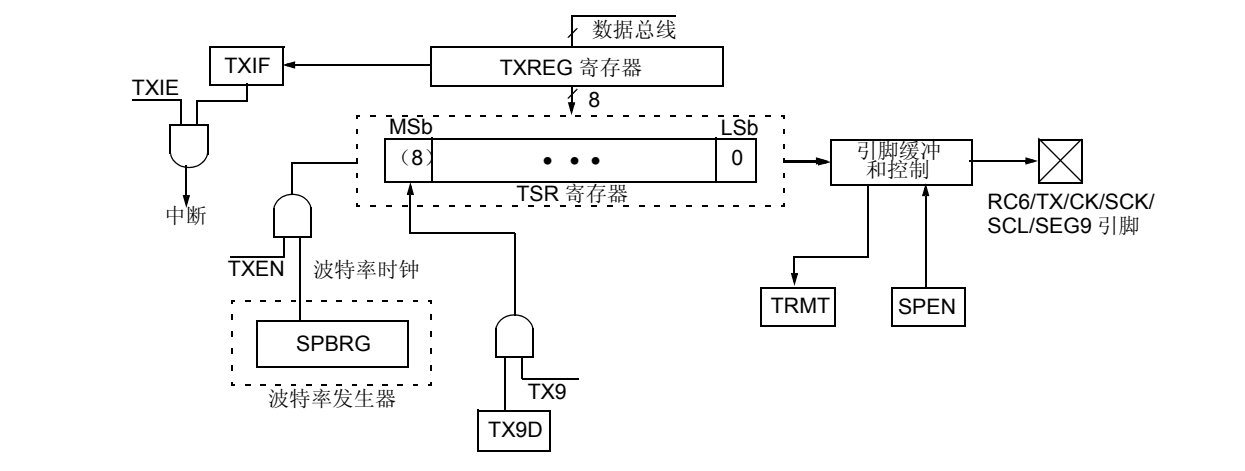 数据总线
TXIF
TXREG 寄存器
TXIE
8
MSb
LSb
（8）
• • •
0
引脚缓冲
和控制
TSR 寄存器
RC6/TX/CK/SCK/
SCL/SEG9 引脚
中断
TXEN
波特率时钟
TRMT
SPEN
SPBRG
波特率发生器
TX9
TX9D